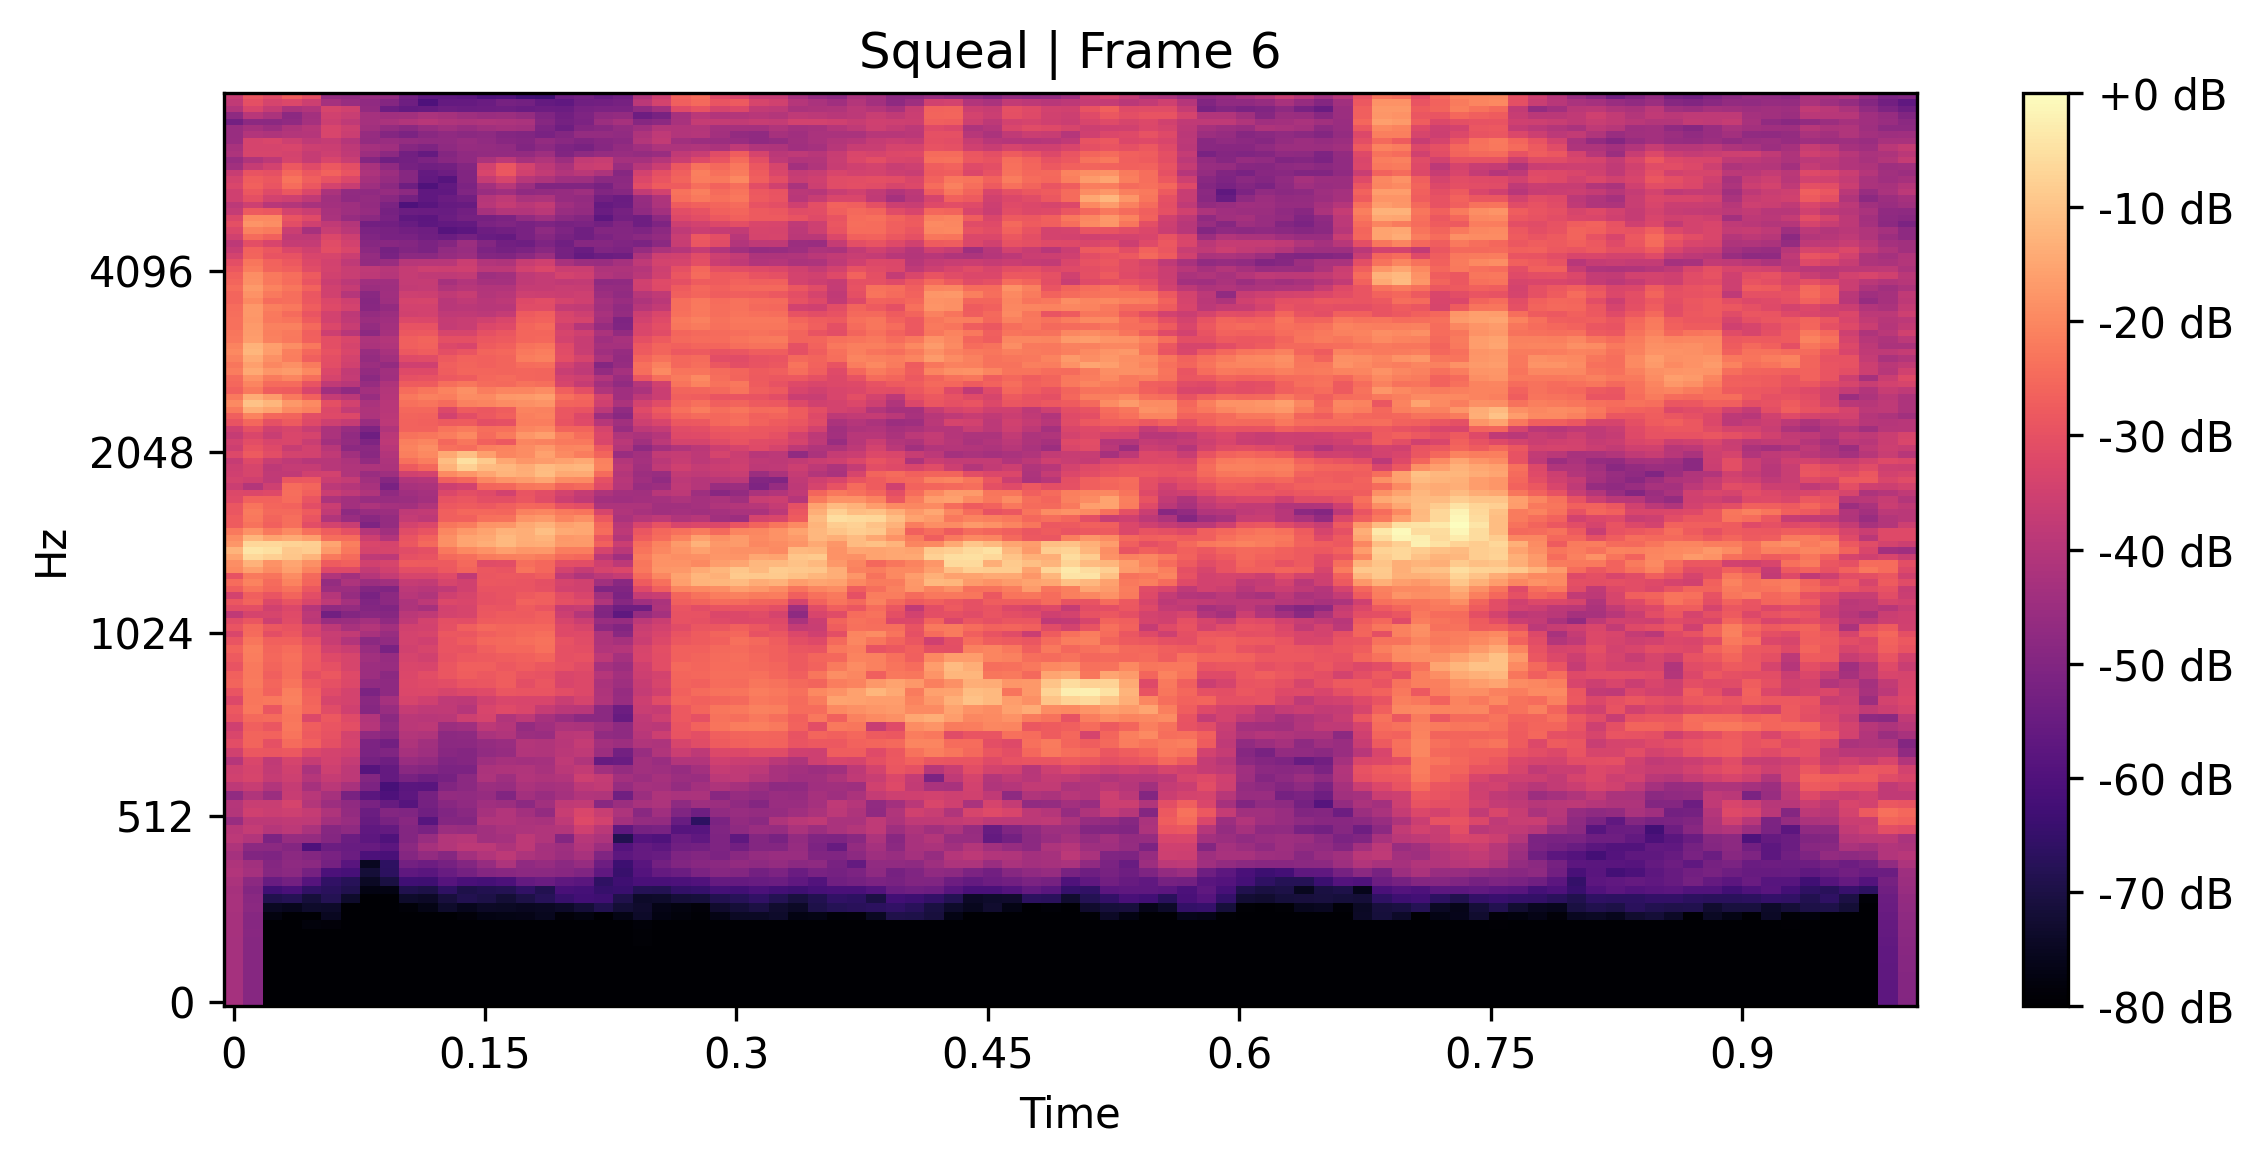 Squeal | Frame 6
Hz
4096
2048
1024
512
0
0 0.15 0.3 0.45 0.6 0.75 0.9
Time
+0 dB
-10 dB
-20 dB
-30 dB
-40 dB
-50 dB
-60 dB
-70 dB
-80 dB